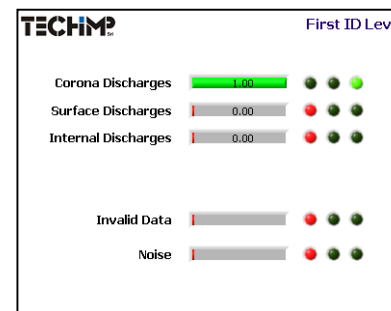 TECHIMP Srl
First ID Lev
Corona Discharges 1.00
Surface Discharges 0.00
Internal Discharges 0.00
Invalid Data
Noise